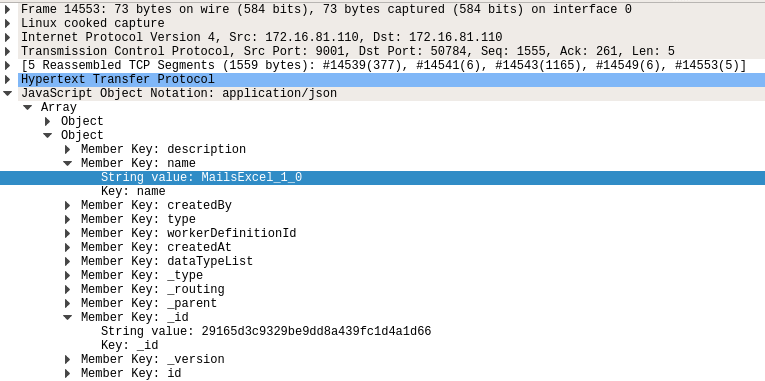 Frame 14553: 73 bytes on wire (584 bits), 73 bytes captured (584 bits) on interface 0
Linux cooked capture
Internet Protocol Version 4, Src: 172.16.81.110, Dst: 172.16.81.110
Transmission Control Protocol, Src Port: 9001, Dst Port: 50784, Seq: 1555, Ack: 261, Len: 5
[5 Reassembled TCP Segments (1559 bytes): #14539(377), #14541(6), #14543(1165), #14549(6), #14553(5)]
Hypertext Transfer Protocol
JavaScript Object Notation: application/json
Array
Object
Object
Member Key: description
Member Key: name
String value: MailsExcel_1_0
Key: name
Member Key: createdBy
Member Key: type
Member Key: workerDefinitionId
Member Key: createdAt
Member Key: dataTypeList
Member Key: _type
Member Key: _routing
Member Key: _parent
Member Key: _id
String value: 29165d3c9329be9dd8a439fc1d4a1d66
Key: _id
Member Key: _version
Member Key: id